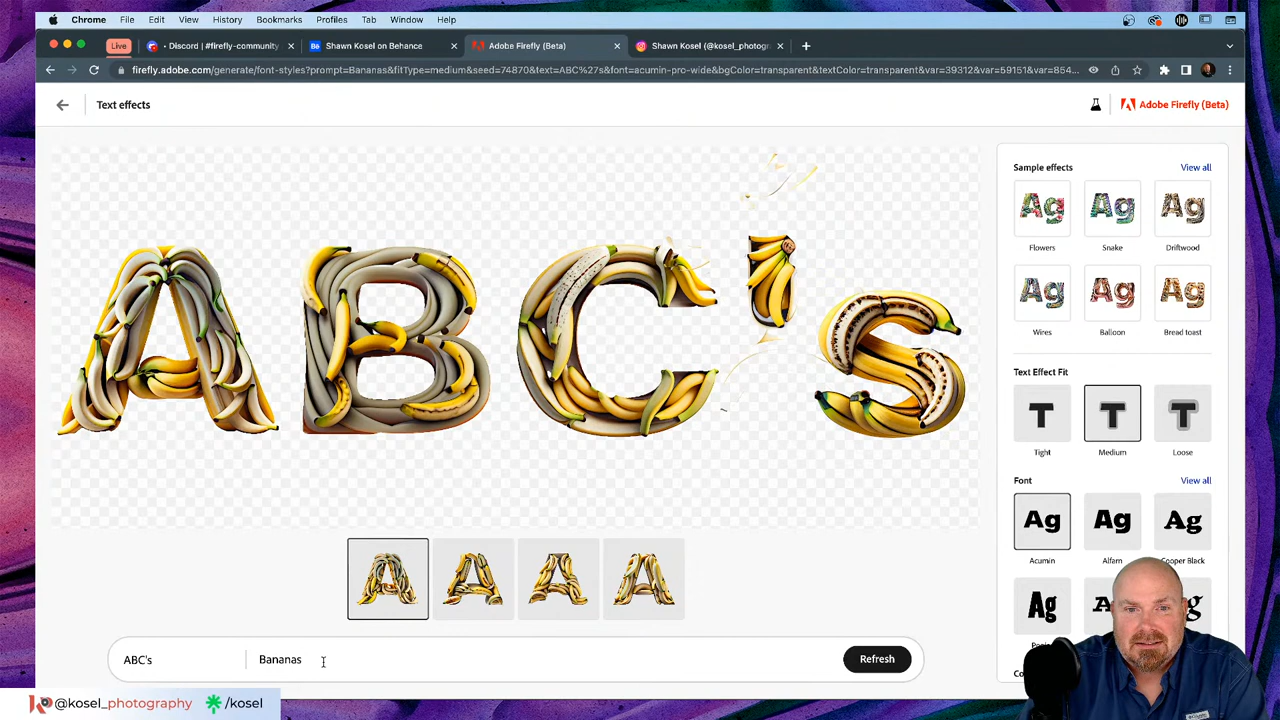 Chrome File Edit View History Bookmarks Profiles Tab Window Help
Live • Discord | #firefly-community Shawn Kosel on Behance Adobe Firefly (Beta) Shawn Kosel (@kosel_photogr
firefly.adobe.com/generate/font-styles?prompt=Bananas&fitType=medium&seed=74870&text=ABC%27s&font=acumin-pro-wide&bgColor=transparent&textColor=transparent&var=39312&var=59151&var=854...
Text effects
Adobe Firefly (Beta)
ABC's
Sample effects View all
Ag Ag Ag
Flowers Snake Driftwood
Ag Ag Ag
Wires Balloon Bread toast
Text Effect Fit
T T T
Tight Medium Loose
Font View all
Ag Ag Ag
Acumin Alfarn Cooper Black
Ag
A A A A
ABC's Bananas Refresh
@kosel_photography /kosel